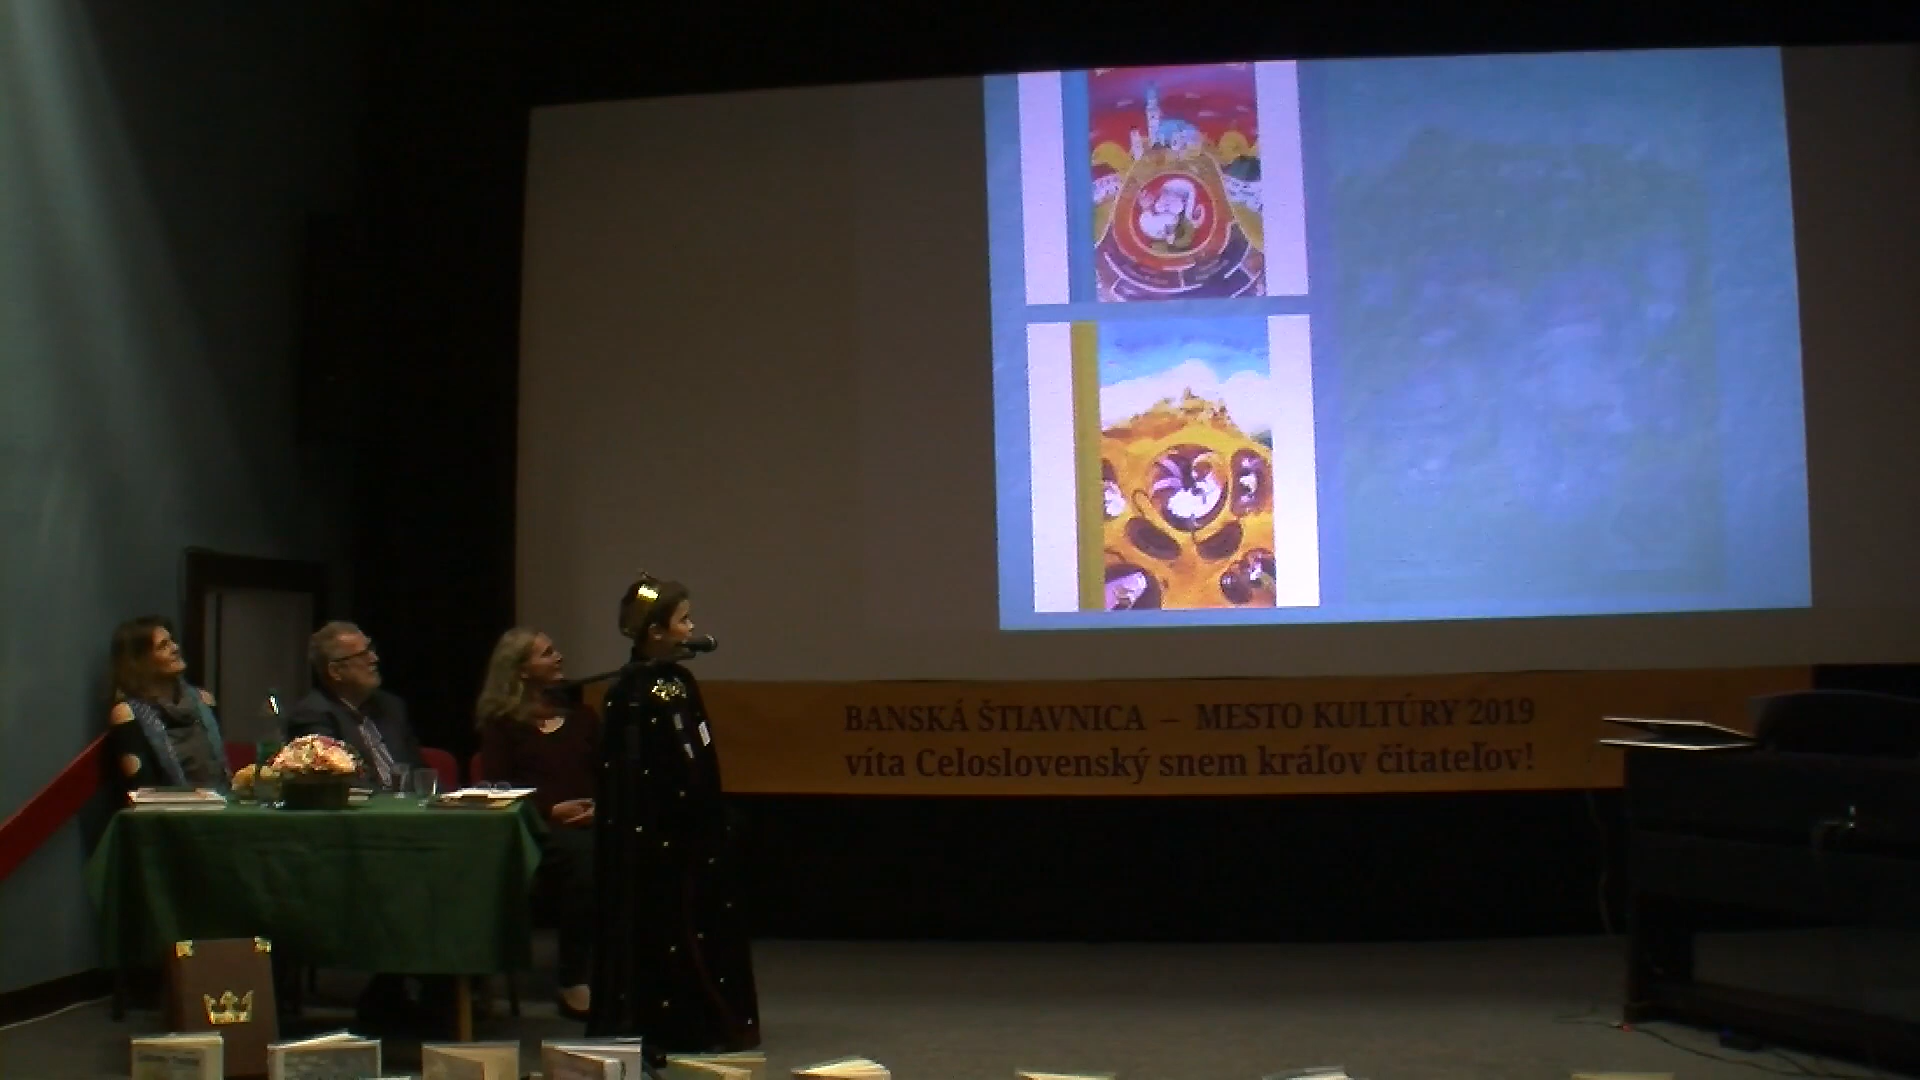 BANSKÁ ŠTIAVNICA – MESTO KULTÚRY 2019
víta Celoslovenský snem kráľov čitateľov!